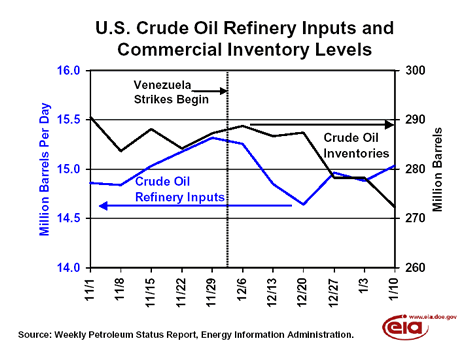 U.S. Crude Oil Refinery Inputs and
Commercial Inventory Levels
16.0
15.5
15.0
14.5
14.0
Million Barrels Per Day
300
290
280
270
260
Million Barrels
Venezuela
Strikes Begin
Crude Oil
Inventories
Crude Oil
Refinery Inputs
11/1
11/8
11/15
11/22
11/29
12/6
12/13
12/20
12/27
1/3
1/10
eia
www.eia.doe.gov
Source: Weekly Petroleum Status Report, Energy Information Administration.